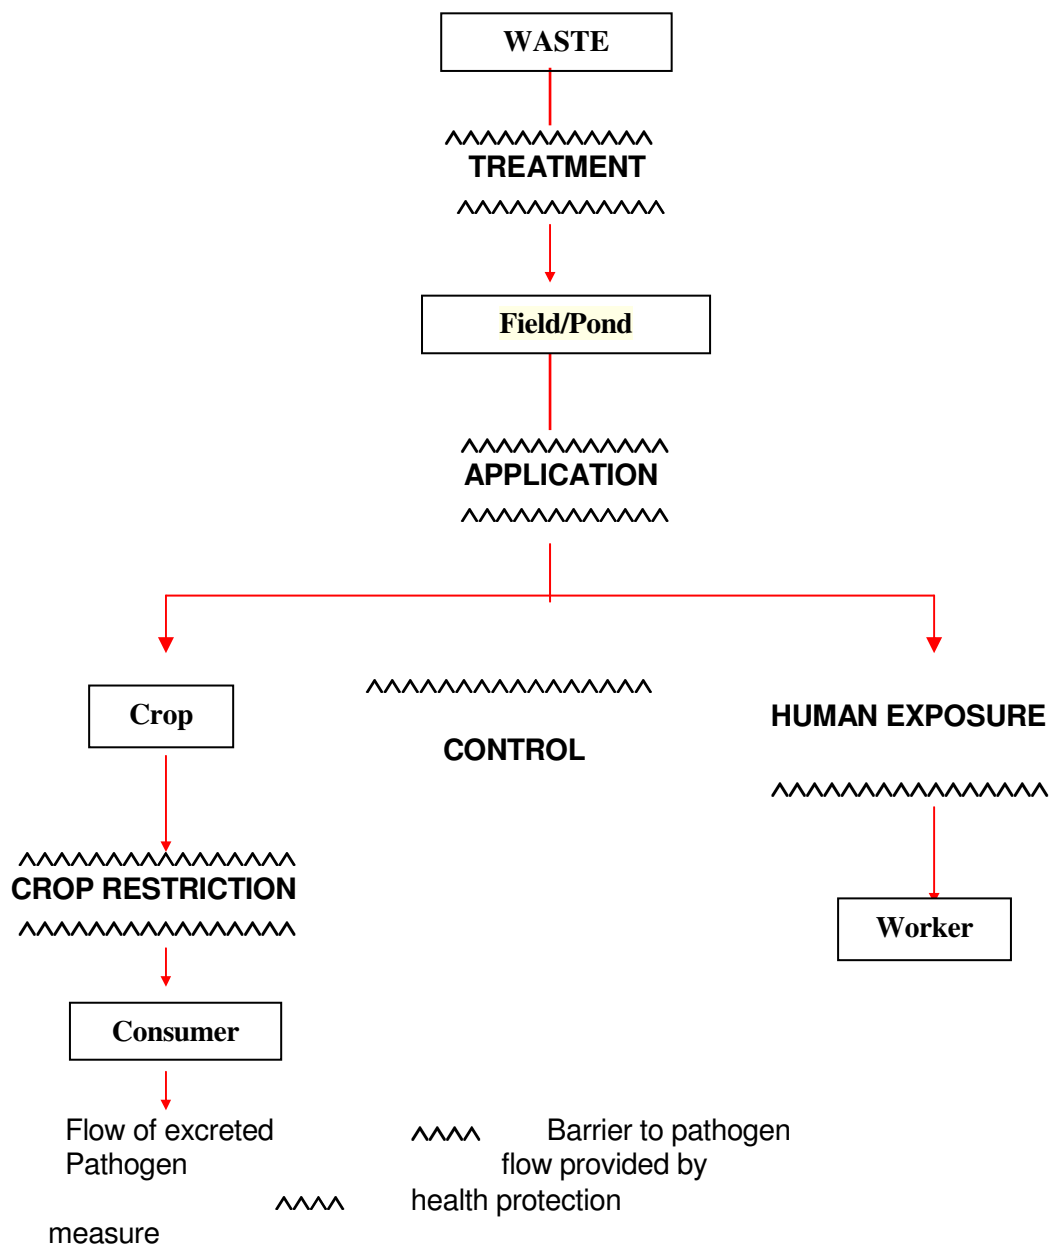 WASTE
TREATMENT
Field/Pond
APPLICATION
Crop
HUMAN EXPOSURE
CONTROL
CROP RESTRICTION
Worker
Consumer
Flow of excreted Barrier to pathogen
Pathogen flow provided by
health protection
measure